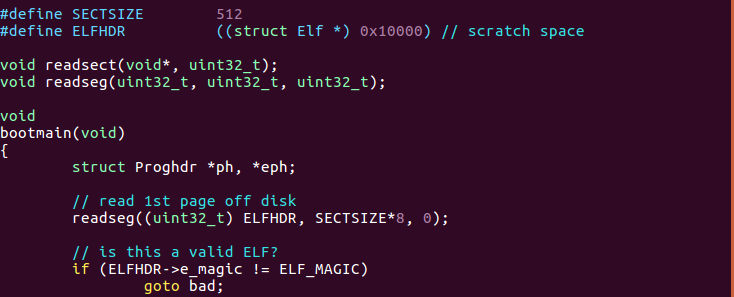 #define SECTSIZE        512
#define ELFHDR          ((struct Elf *) 0x10000) // scratch space

void readsect(void*, uint32_t);
void readseg(uint32_t, uint32_t, uint32_t);

void
bootmain(void)
{
        struct Proghdr *ph, *eph;

        // read 1st page off disk
        readseg((uint32_t) ELFHDR, SECTSIZE*8, 0);

        // is this a valid ELF?
        if (ELFHDR->e_magic != ELF_MAGIC)
                goto bad;